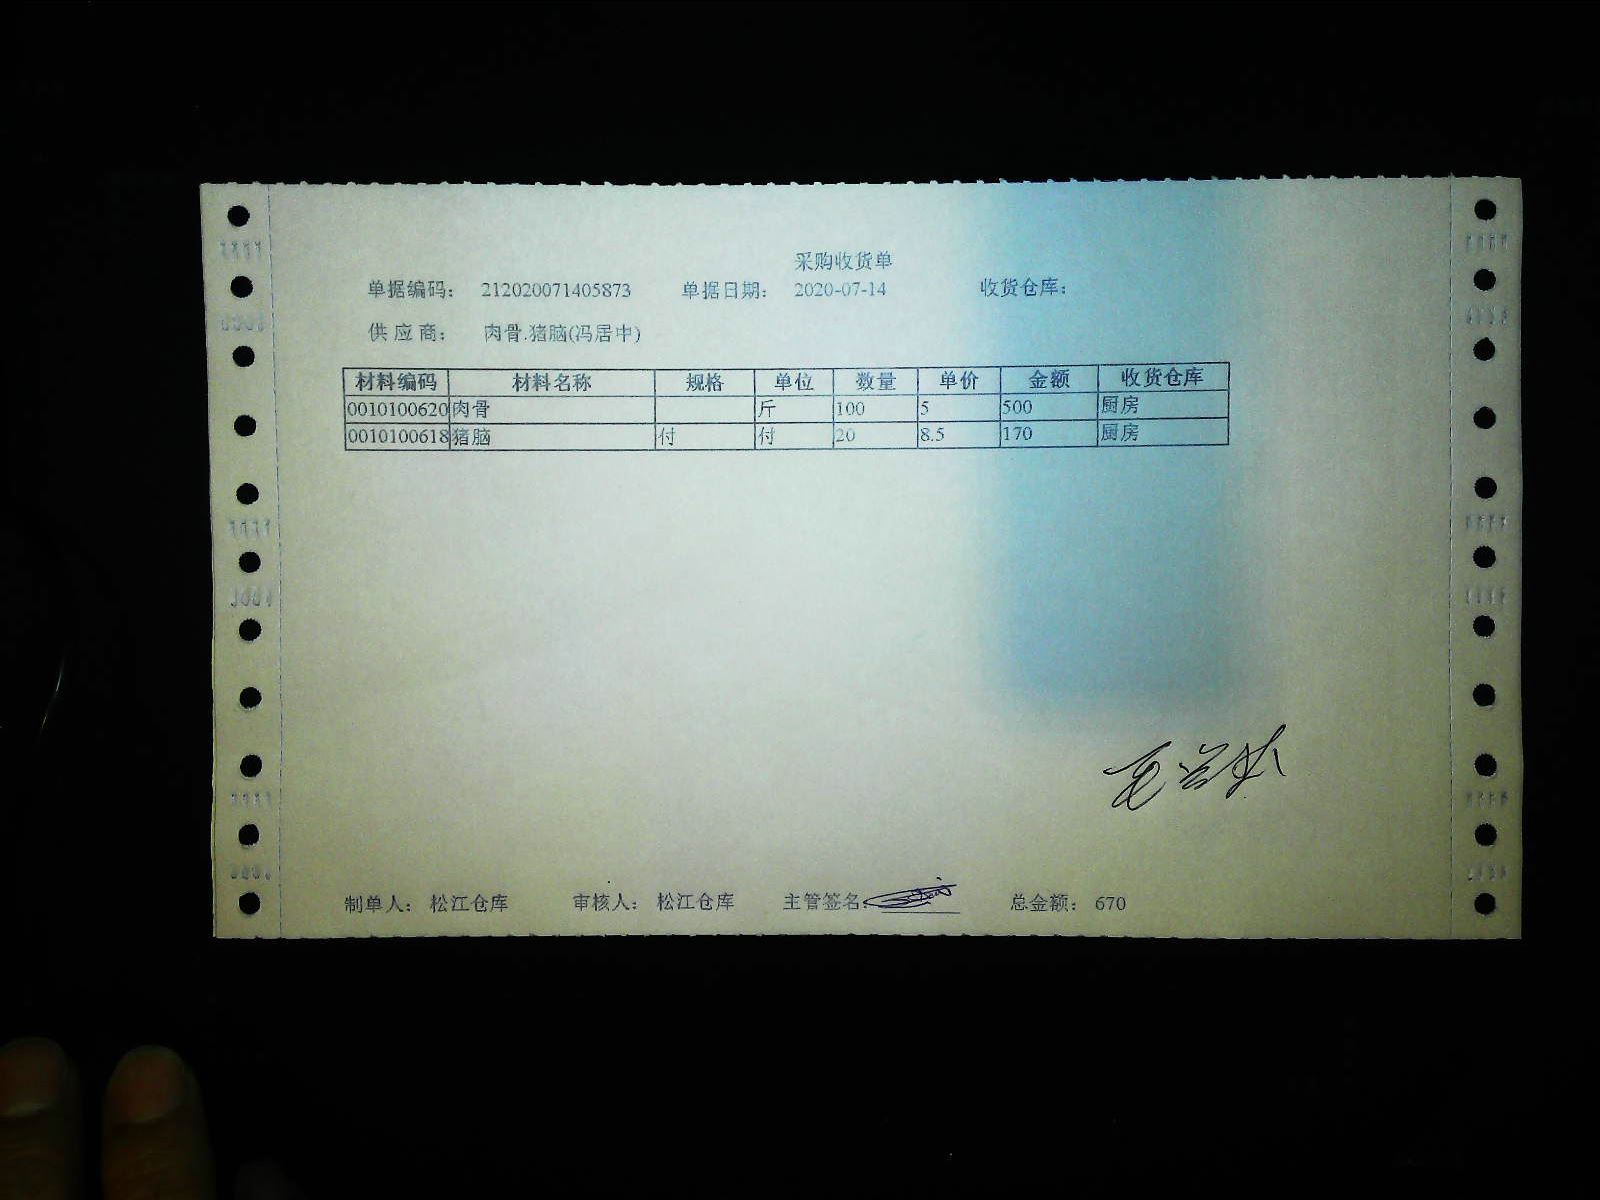 采购收货单
单据编码： 212020071405873 单据日期： 2020-07-14 收货仓库：
供 应 商： 肉骨.猪脑(冯居中)
材料编码 材料名称 规格 单位 数量 单价 金额 收货仓库
0010100620 肉骨 斤 100 5 500 厨房
0010100618 猪脑 付 付 20 8.5 170 厨房
制单人： 松江仓库 审核人： 松江仓库 主管签名： 总金额： 670